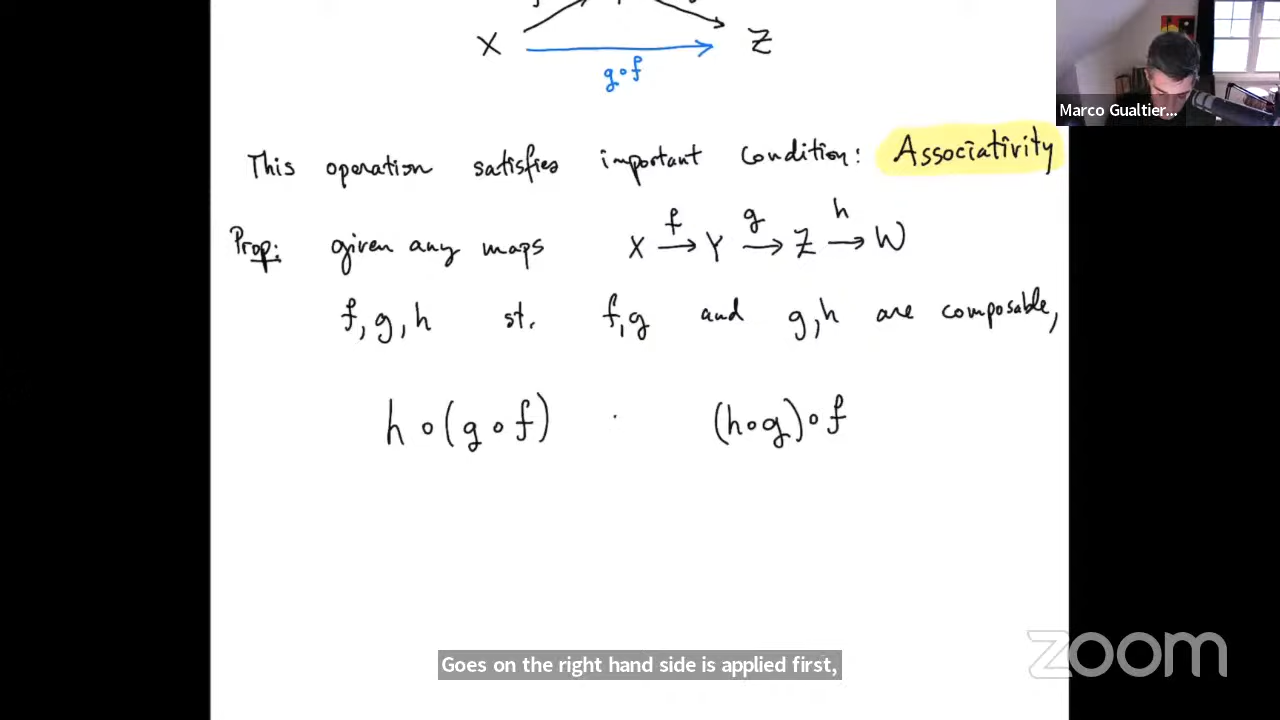 X Z
g∘f
Marco Gualtier...
This operation satisfies important condition: Associativity
Prop: given any maps X f→ Y g→ Z h→ W
f, g, h st. f,g and g,h are composable,
h∘(g∘f) (h∘g)∘f
Goes on the right hand side is applied first,
zoom